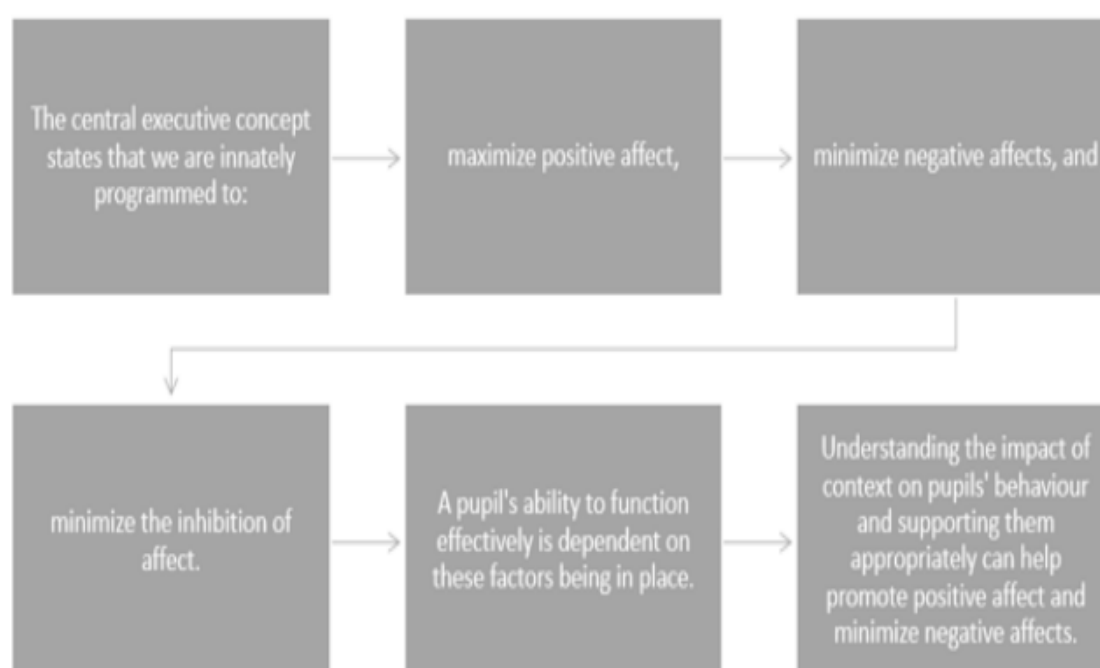 The central executive concept
states that we are innately
programmed to:
maximize positive affect,
minimize negative affects, and
minimize the inhibition of
affect.
A pupil's ability to function
effectively is dependent on
these factors being in place.
Understanding the impact of
context on pupils' behaviour
and supporting them
appropriately can help
promote positive affect and
minimize negative affects.